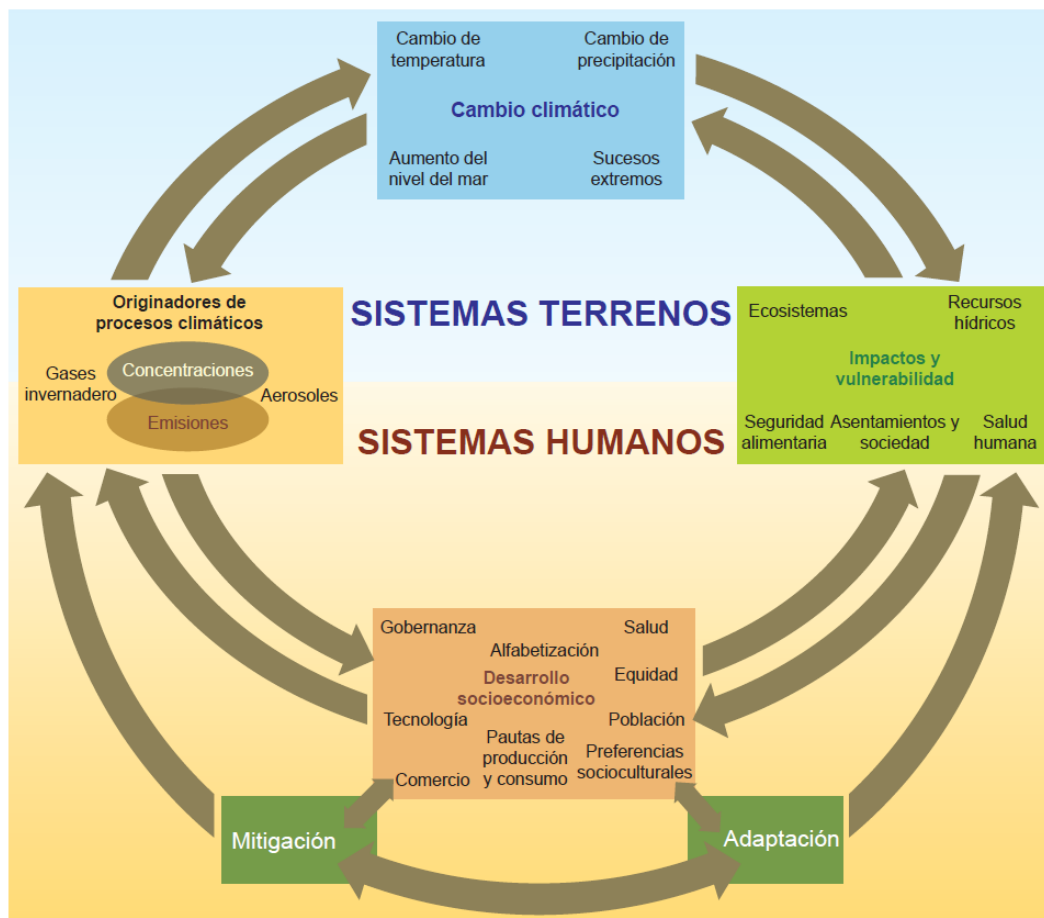 Cambio de
temperatura
Cambio de
precipitación
Cambio climático
Aumento del
nivel del mar
Sucesos
extremos
Originadores de
procesos climáticos
Gases
invernadero
Concentraciones
Emisiones
Aerosoles
SISTEMAS TERRENOS
SISTEMAS HUMANOS
Ecosistemas
Recursos
hídricos
Impactos y
vulnerabilidad
Seguridad
alimentaria
Asentamientos y
sociedad
Salud
humana
Gobernanza
Salud
Alfabetización
Equidad
Desarrollo
socioeconómico
Tecnología
Población
Pautas de
producción
y consumo
Preferencias
socioculturales
Comercio
Mitigación
Adaptación